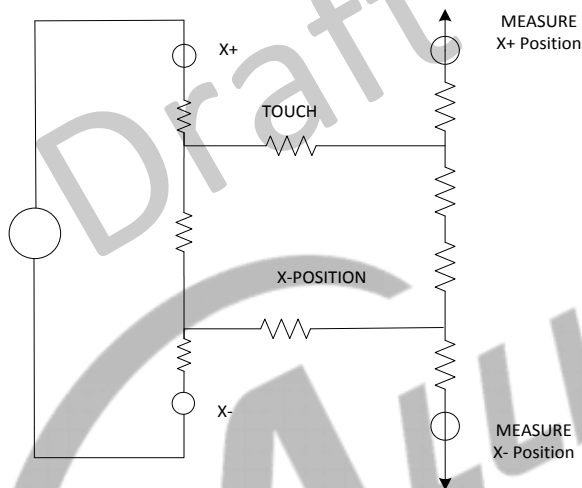 MEASURE
X+ Position
X+
TOUCH
X-POSITION
X-
MEASURE
X- Position
Draft